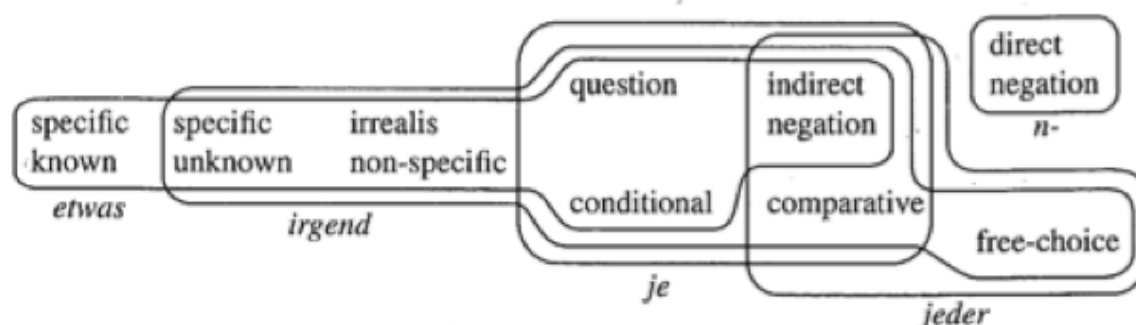 specific
known
etwas
specific
unknown
irrealis
non-specific
irgend
question
conditional
je
indirect
negation
comparative
jeder
direct
negation
n-
free-choice